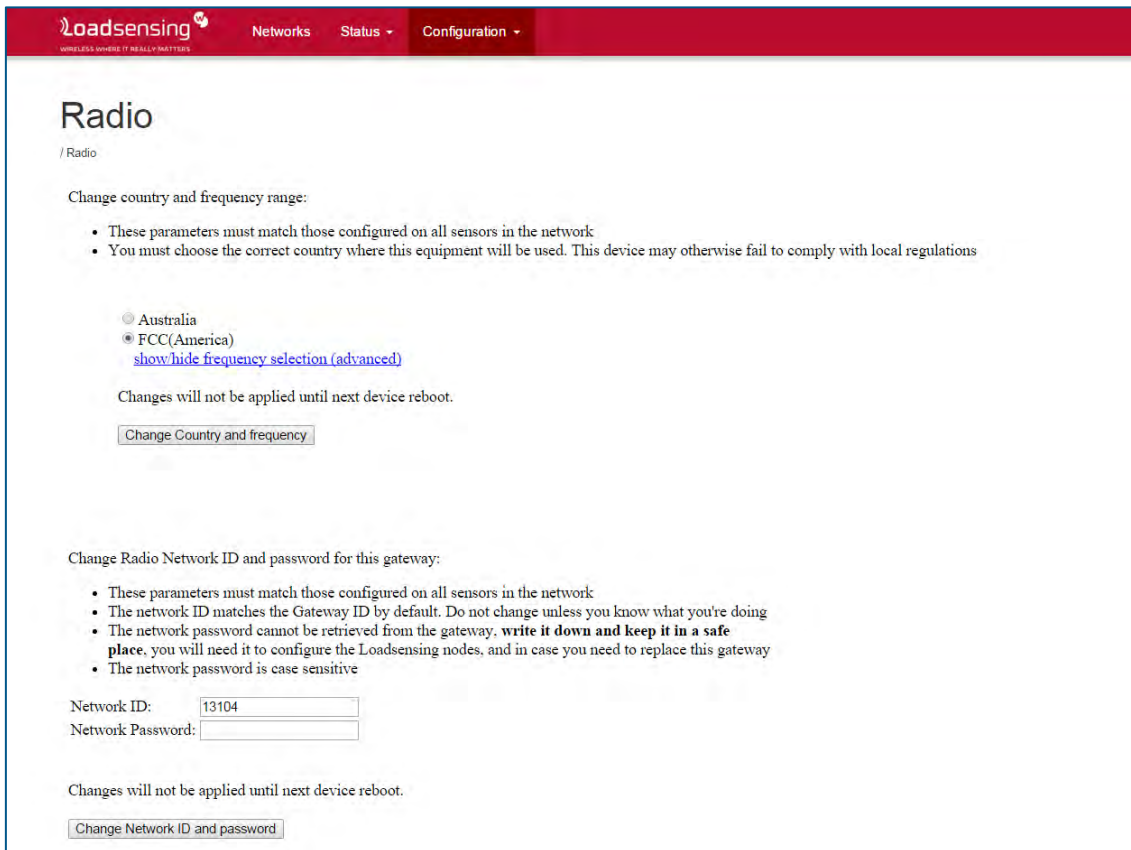 Loadsensing
WIRELESS WHERE IT REALLY MATTERS
Networks Status Configuration
Radio
/ Radio
Change country and frequency range:
• These parameters must match those configured on all sensors in the network
• You must choose the correct country where this equipment will be used. This device may otherwise fail to comply with local regulations
Australia
FCC(America)
show/hide frequency selection (advanced)
Changes will not be applied until next device reboot.
Change Country and frequency
Change Radio Network ID and password for this gateway:
• These parameters must match those configured on all sensors in the network
• The network ID matches the Gateway ID by default. Do not change unless you know what you're doing
• The network password cannot be retrieved from the gateway, write it down and keep it in a safe
place, you will need it to configure the Loadsensing nodes, and in case you need to replace this gateway
• The network password is case sensitive
Network ID: 13104
Network Password:
Changes will not be applied until next device reboot.
Change Network ID and password